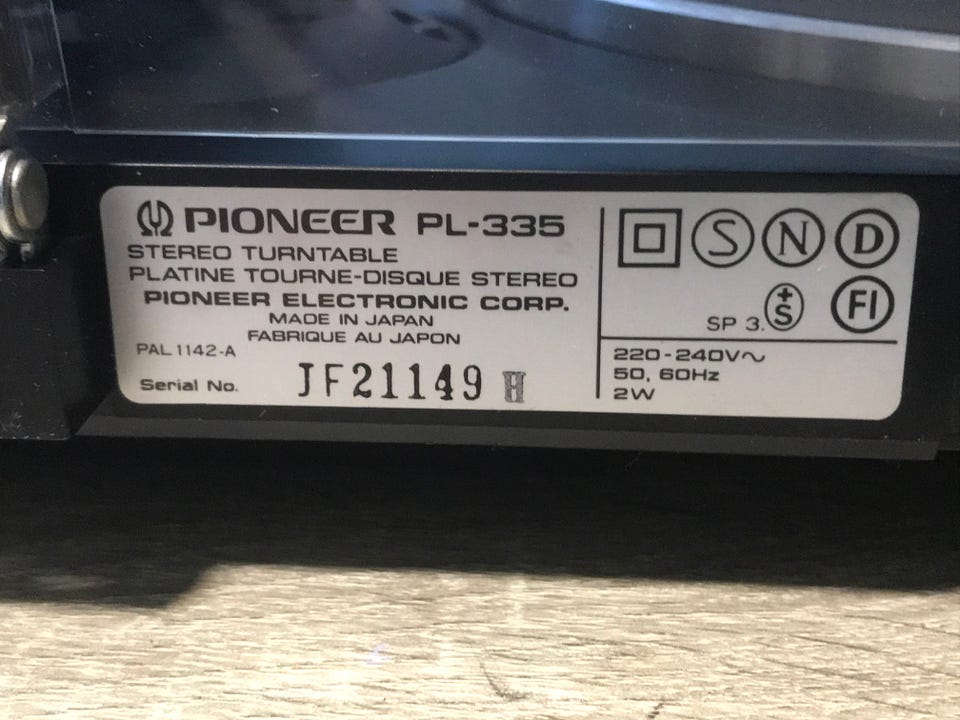 PIONEER PL-335
STEREO TURNTABLE
PLATINE TOURNE-DISQUE STEREO
PIONEER ELECTRONIC CORP.
MADE IN JAPAN
FABRIQUE AU JAPON
PAL 1142-A
Serial No. JF21149 H
S N D
SP 3. +S FI
220-240V~
50, 60Hz
2W